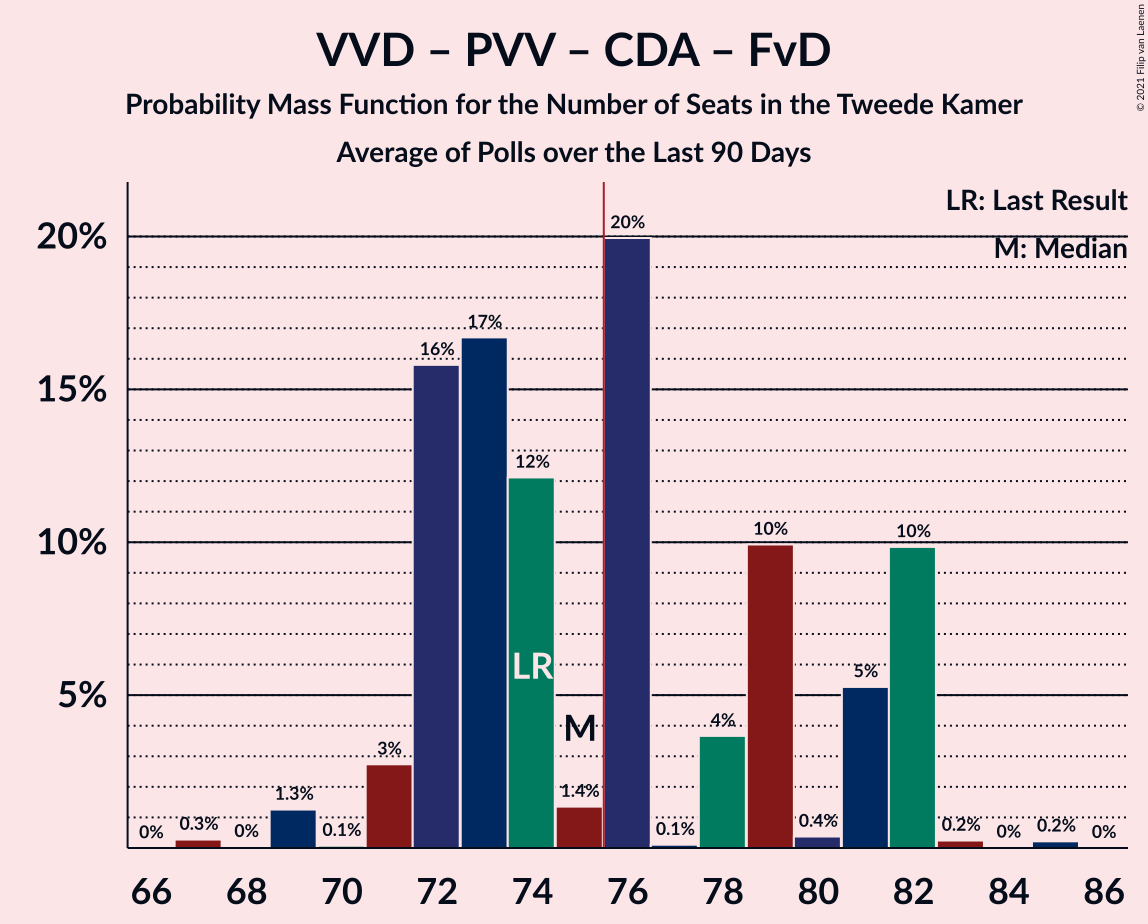 VVD – PVV – CDA – FvD
Probability Mass Function for the Number of Seats in the Tweede Kamer
Average of Polls over the Last 90 Days
© 2021 Filip van Laenen
LR: Last Result
M: Median
20%
15%
10%
5%
0%
0.3%
0%
1.3%
0.1%
3%
16%
17%
12%
1.4%
20%
0.1%
4%
10%
0.4%
5%
10%
0.2%
0%
0.2%
0%
LR
M
66 68 70 72 74 76 78 80 82 84 86